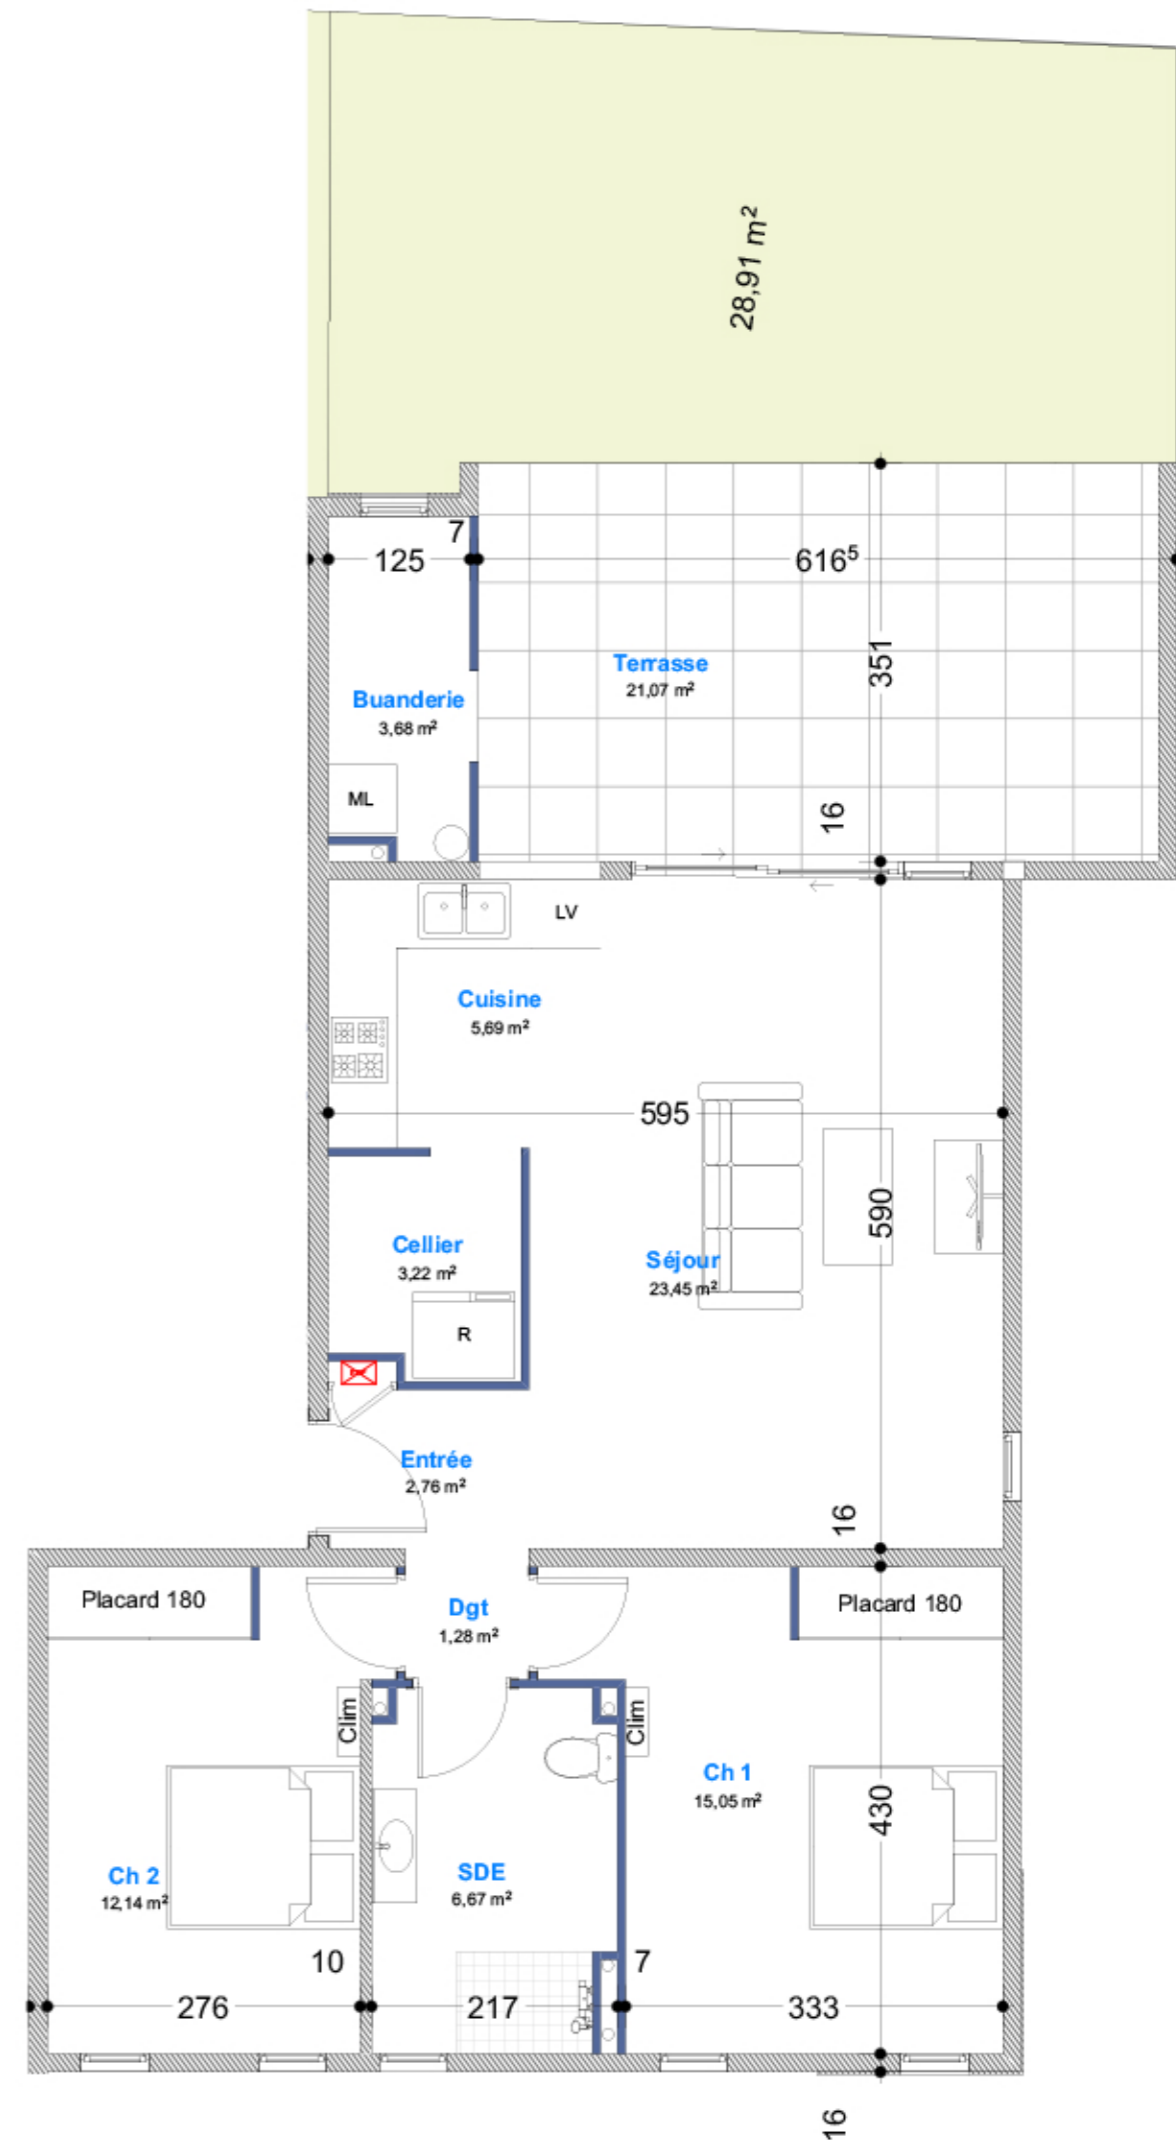 28,91 m²
7
125
616⁵
Terrasse
21,07 m²
351
Buanderie
3,68 m²
ML
16
LV
Cuisine
5,69 m²
595
590
Cellier
3,22 m²
Séjour
23,45 m²
R
Entrée
2,76 m²
16
Placard 180
Dgt
1,28 m²
Placard 180
Clim
Clim
Ch 1
15,05 m²
430
Ch 2
12,14 m²
SDE
6,67 m²
10
7
276
217
333
16